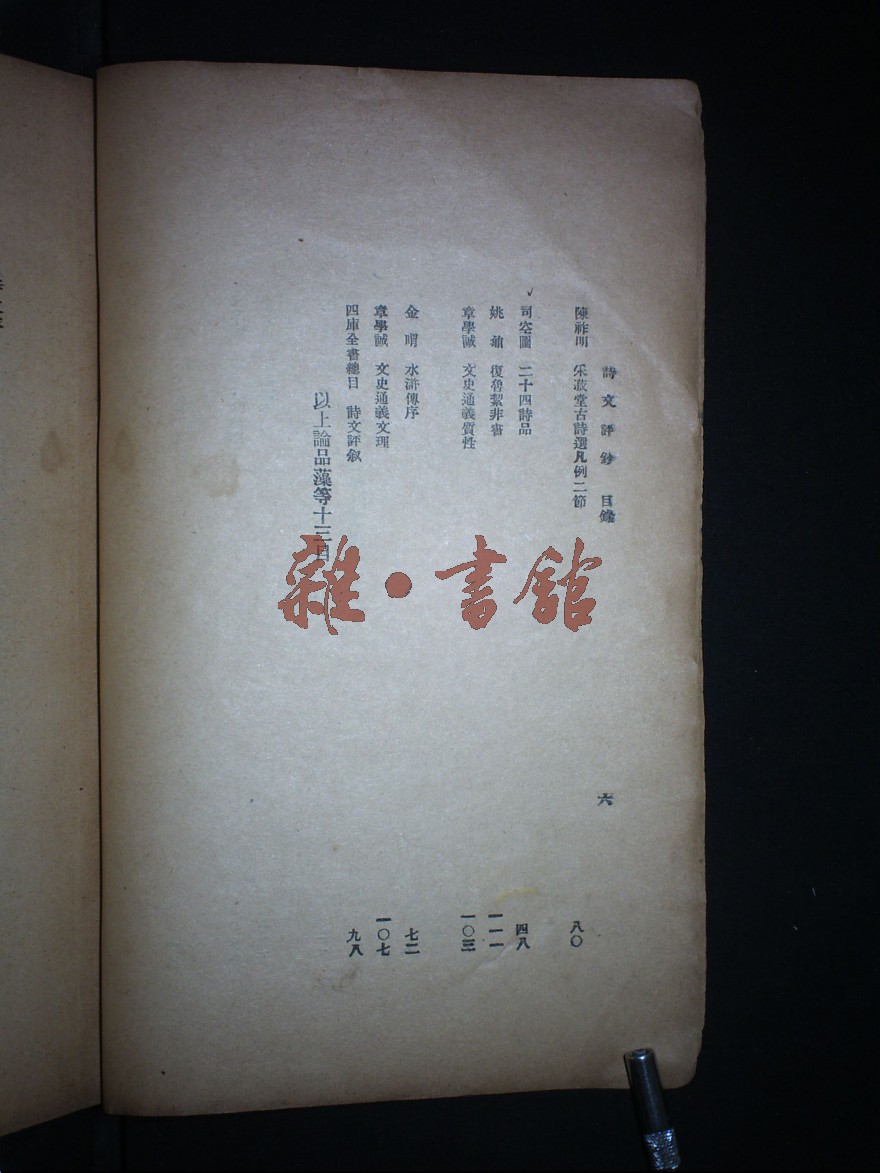 詩文評鈔 目錄
六
陳祚明 采菽堂古詩選凡例二節 八〇
司空圖 二十四詩品 四八
姚鼐 復魯絜非書 一一一
章學誠 文史通義質性 一〇三
金喟 水滸傳序 七二
章學誠 文史通義文理 一〇七
四庫全書總目 詩文評叙 九八
以上論品藻等十三目
雜·書館